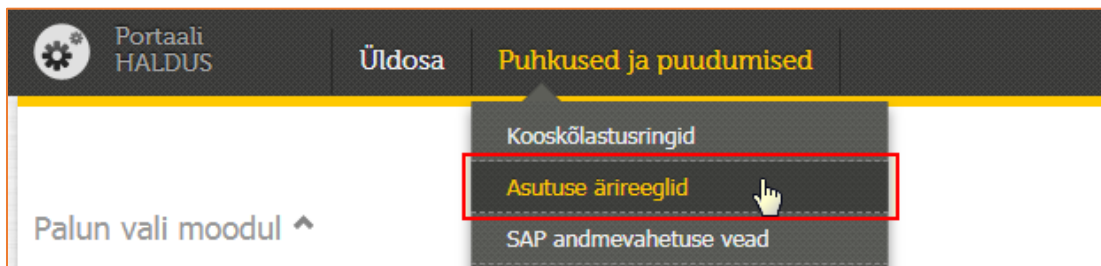 Portaali
HALDUS
Üldosa
Puhkused ja puudumised
Kooskõlastusringid
Asutuse ärireeglid
Palun vali moodul
SAP andmevahetuse vead